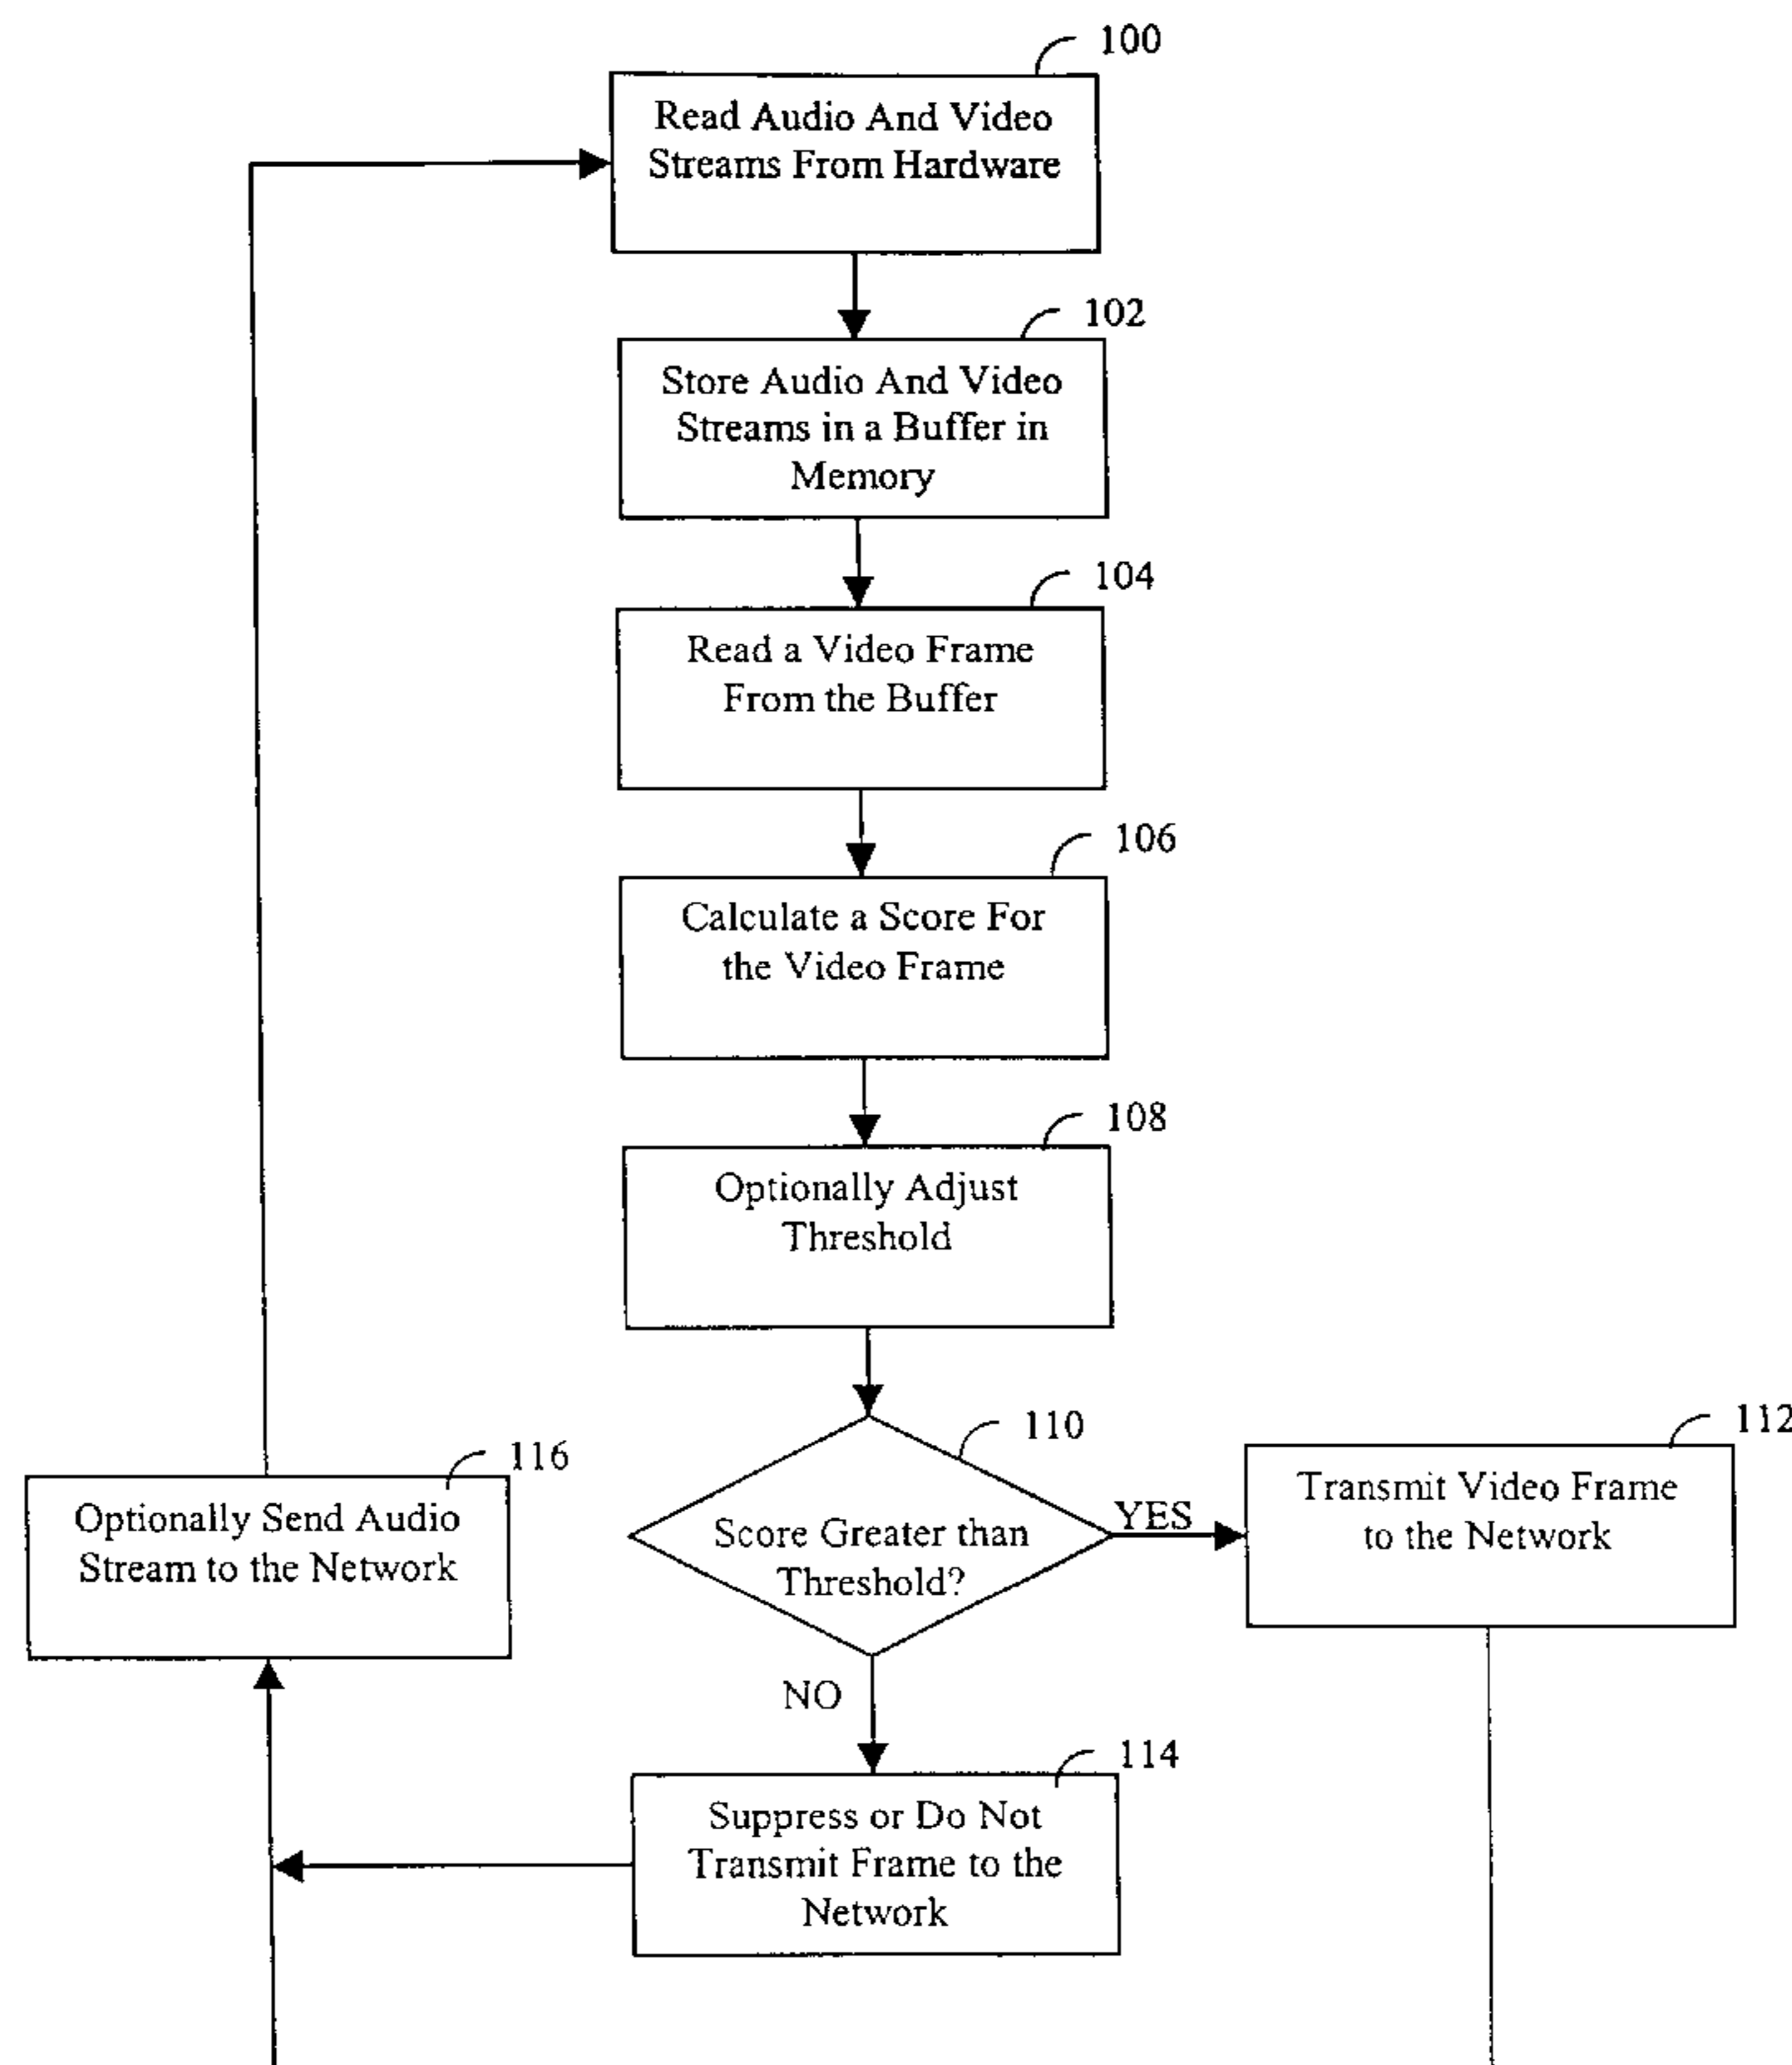 100
Read Audio And Video
Streams From Hardware
102
Store Audio And Video
Streams in a Buffer in
Memory
104
Read a Video Frame
From the Buffer
106
Calculate a Score For
the Video Frame
108
Optionally Adjust
Threshold
110
Score Greater than
Threshold?
YES
112
Transmit Video Frame
to the Network
NO
114
Suppress or Do Not
Transmit Frame to the
Network
116
Optionally Send Audio
Stream to the Network